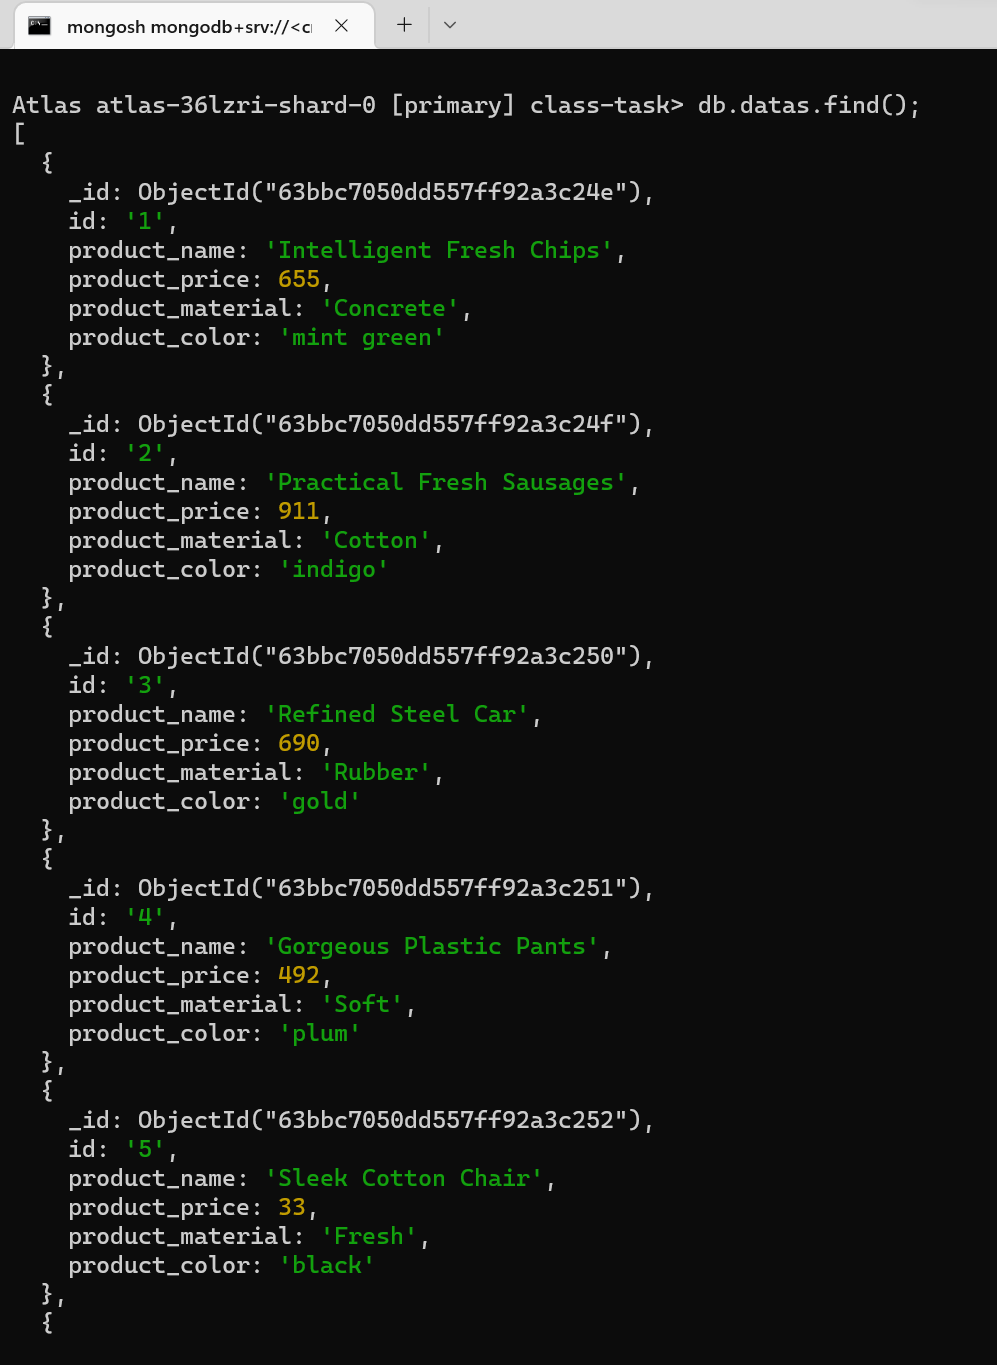 mongosh mongodb+srv://<c
Atlas atlas-36lzri-shard-0 [primary] class-task> db.datas.find();
[
  {
    _id: ObjectId("63bbc7050dd557ff92a3c24e"),
    id: '1',
    product_name: 'Intelligent Fresh Chips',
    product_price: 655,
    product_material: 'Concrete',
    product_color: 'mint green'
  },
  {
    _id: ObjectId("63bbc7050dd557ff92a3c24f"),
    id: '2',
    product_name: 'Practical Fresh Sausages',
    product_price: 911,
    product_material: 'Cotton',
    product_color: 'indigo'
  },
  {
    _id: ObjectId("63bbc7050dd557ff92a3c250"),
    id: '3',
    product_name: 'Refined Steel Car',
    product_price: 690,
    product_material: 'Rubber',
    product_color: 'gold'
  },
  {
    _id: ObjectId("63bbc7050dd557ff92a3c251"),
    id: '4',
    product_name: 'Gorgeous Plastic Pants',
    product_price: 492,
    product_material: 'Soft',
    product_color: 'plum'
  },
  {
    _id: ObjectId("63bbc7050dd557ff92a3c252"),
    id: '5',
    product_name: 'Sleek Cotton Chair',
    product_price: 33,
    product_material: 'Fresh',
    product_color: 'black'
  },
  {